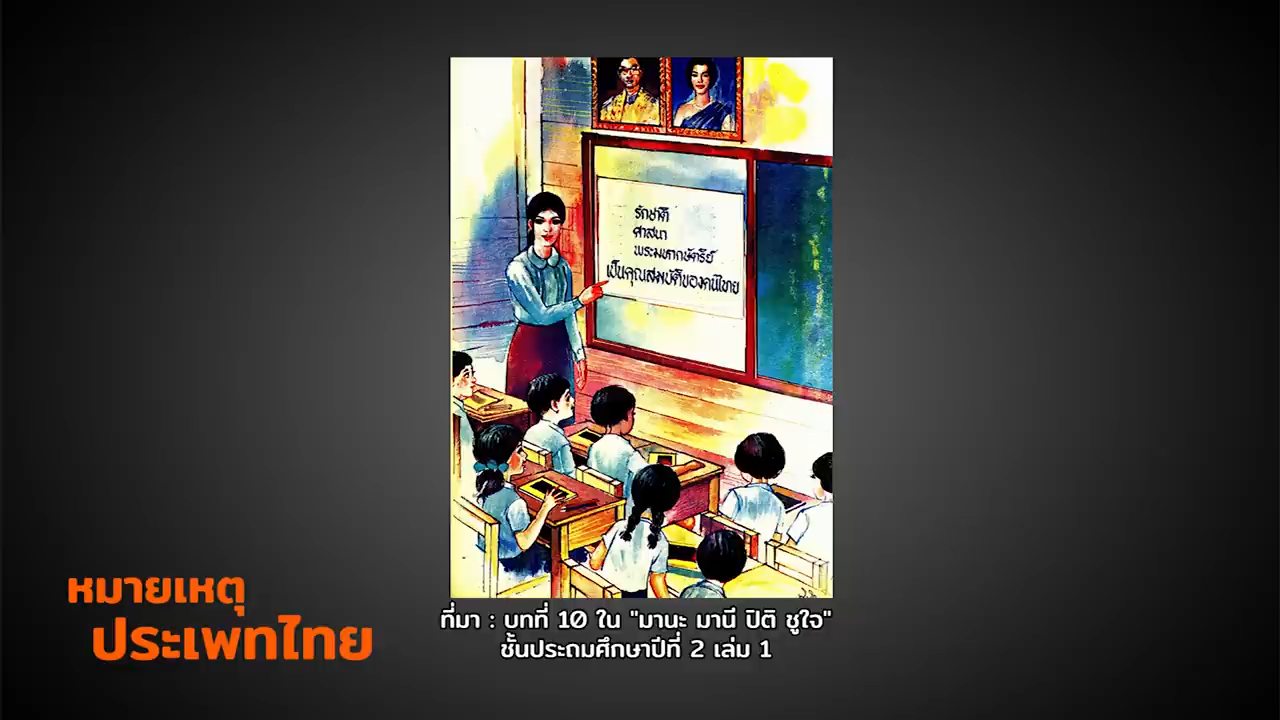 รักชาติ
ศาสนา
พระมหากษัตริย์
เป็นคุณสมบัติของคนไทย
ที่มา : บทที่ 10 ใน "มานะ มานี ปิติ ชูใจ"
ชั้นประถมศึกษาปีที่ 2 เล่ม 1
หมายเหตุ
ประเพทไทย